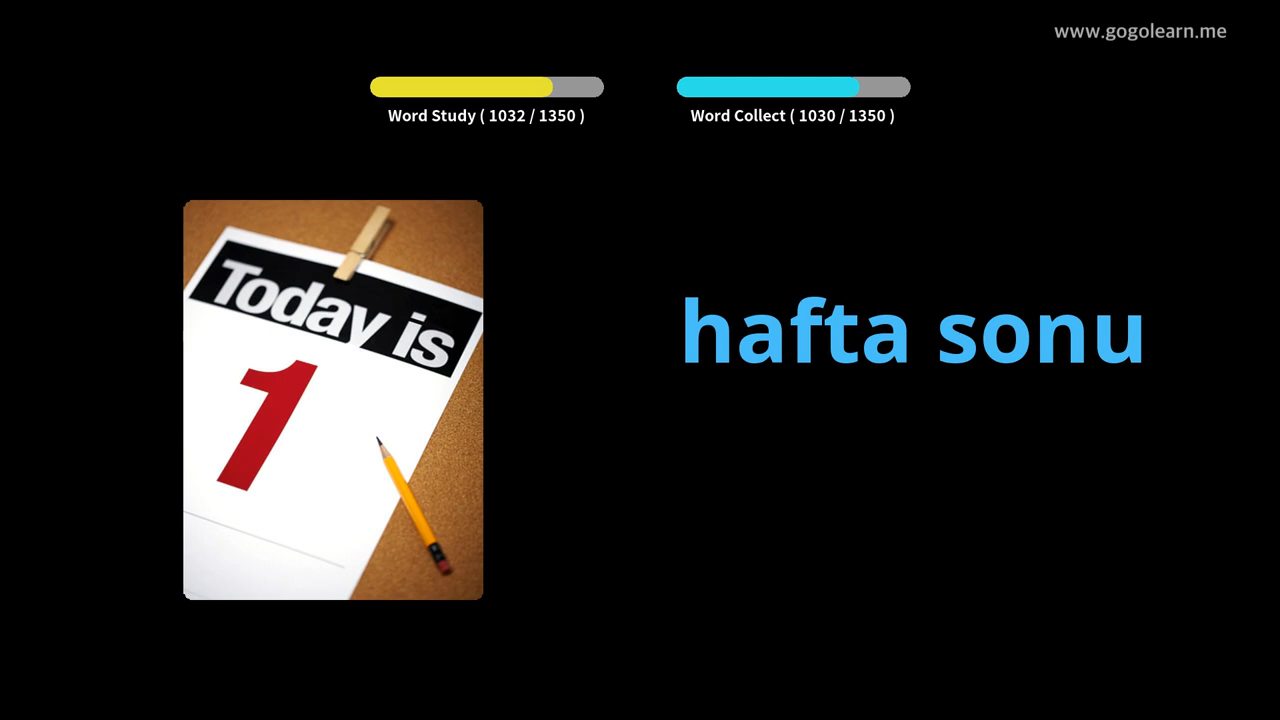 www.gogolearn.me
Word Study ( 1032 / 1350 )
Word Collect ( 1030 / 1350 )
Today is
1
hafta sonu